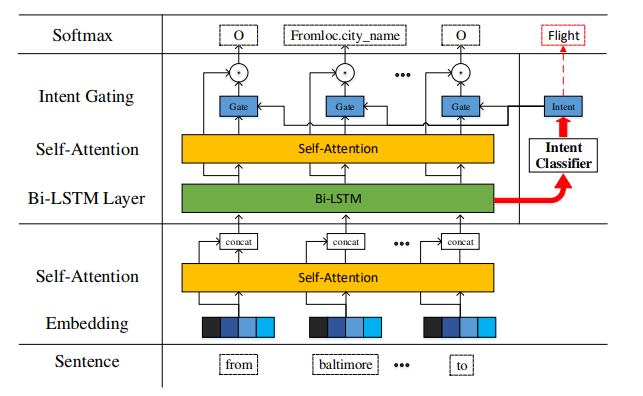 Softmax O Fromloc.city_name O Flight
Intent Gating Gate Gate Gate Intent
Self-Attention Self-Attention Intent Classifier
Bi-LSTM Layer Bi-LSTM
concat concat concat
Self-Attention Self-Attention
Embedding
Sentence from baltimore to